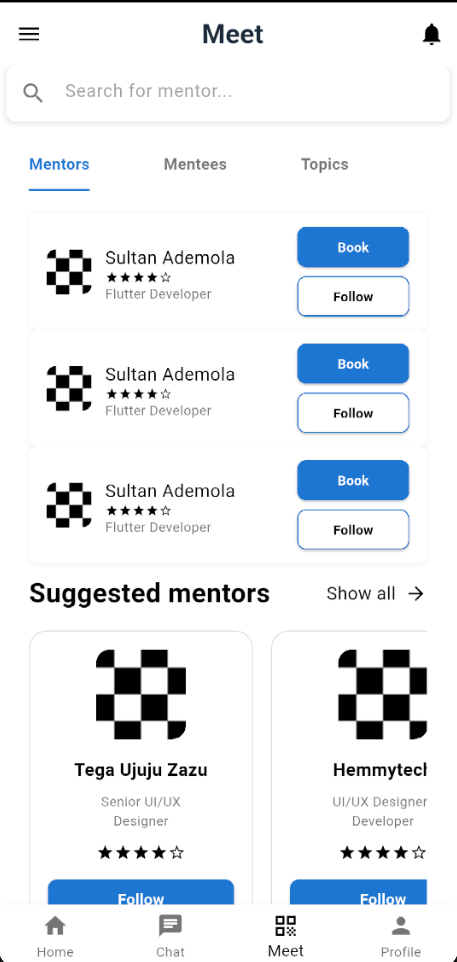 Meet
Search for mentor...
Mentors Mentees Topics
Sultan Ademola
Flutter Developer
Book
Follow
Sultan Ademola
Flutter Developer
Book
Follow
Sultan Ademola
Flutter Developer
Book
Follow
Suggested mentors Show all
Tega Ujuju Zazu
Senior UI/UX
Designer
Follow
Hemmytech
UI/UX Designer
Developer
Follow
Home Chat Meet Profile